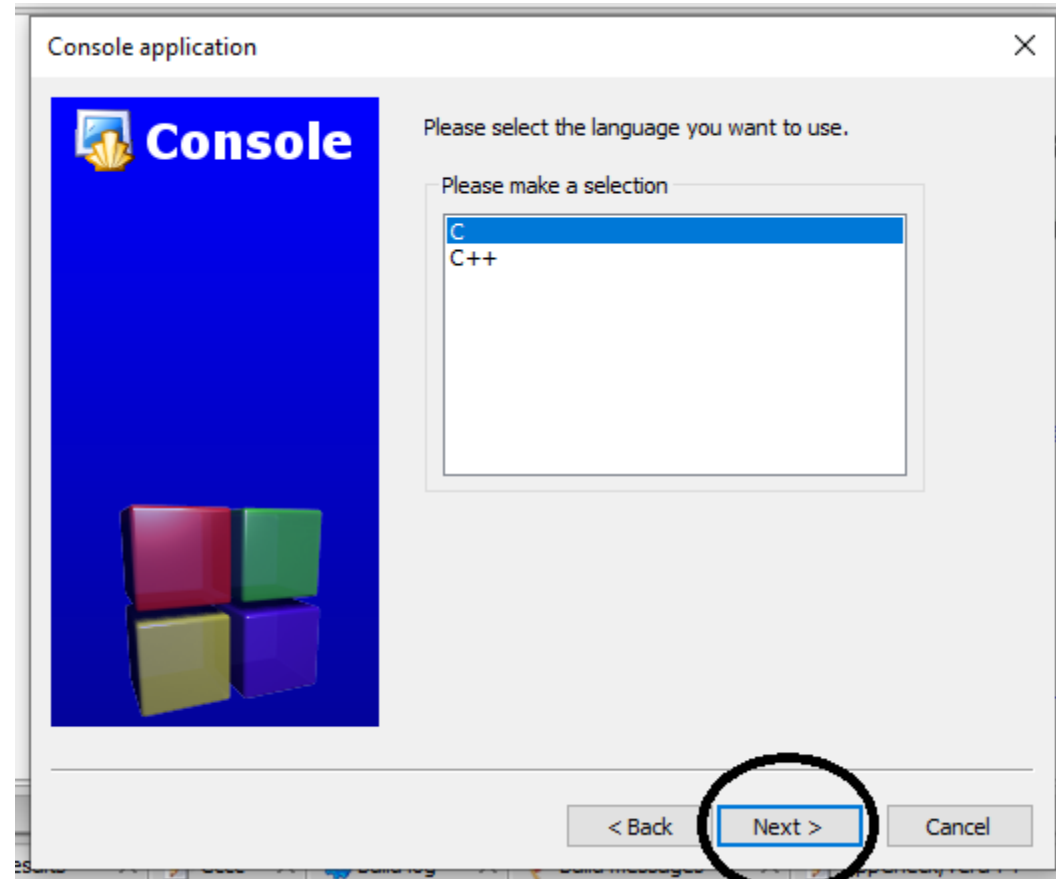 Console application
Console
Please select the language you want to use.
Please make a selection
C
C++
< Back
Next >
Cancel